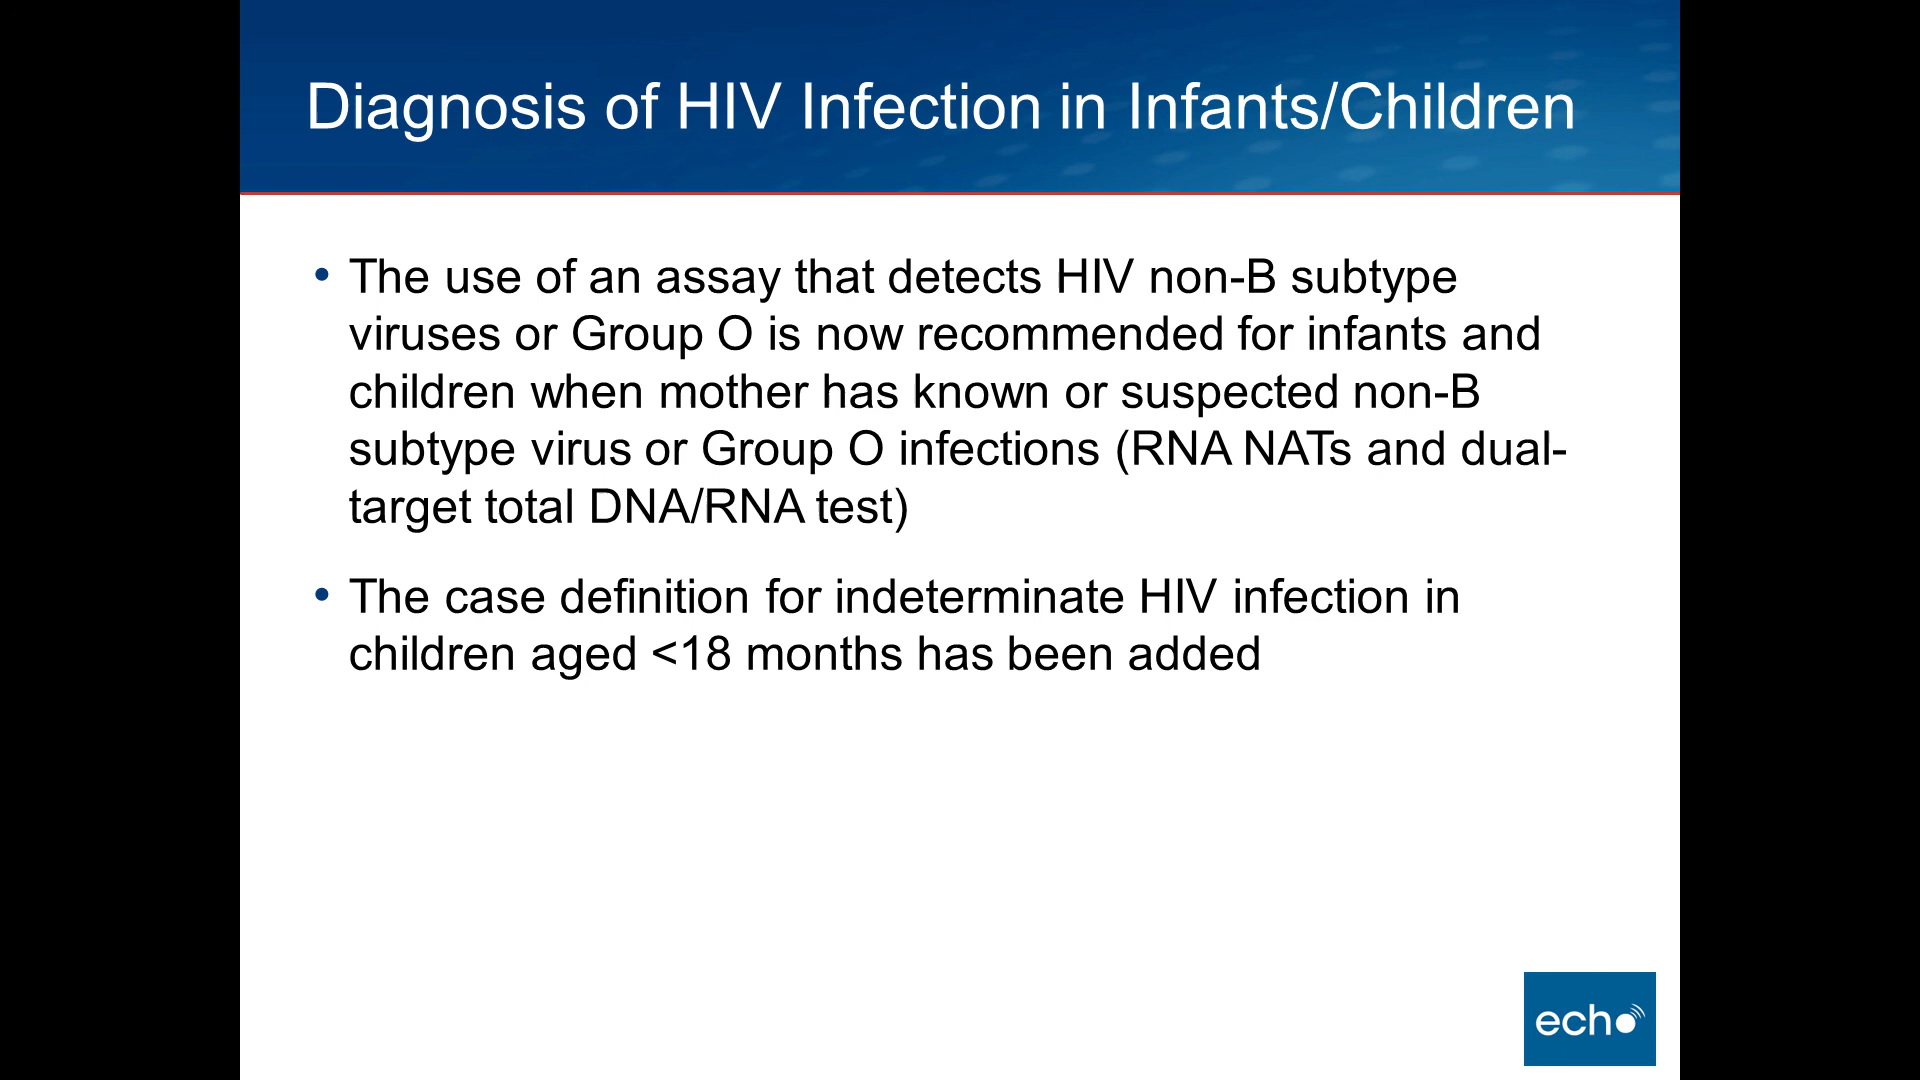 Diagnosis of HIV Infection in Infants/Children
• The use of an assay that detects HIV non-B subtype
viruses or Group O is now recommended for infants and
children when mother has known or suspected non-B
subtype virus or Group O infections (RNA NATs and dual-
target total DNA/RNA test)
• The case definition for indeterminate HIV infection in
children aged <18 months has been added
echo